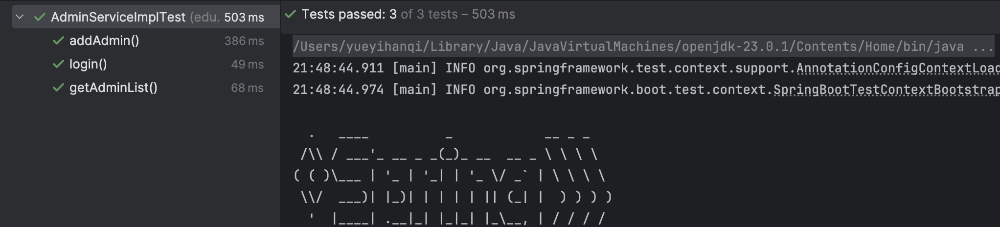 AdminServiceImplTest (edu. 503 ms
addAdmin() 386 ms
login() 49 ms
getAdminList() 68 ms
Tests passed: 3 of 3 tests – 503 ms
/Users/yueyihanqi/Library/Java/JavaVirtualMachines/openjdk-23.0.1/Contents/Home/bin/java ...
21:48:44.911 [main] INFO org.springframework.test.context.support.AnnotationConfigContextLoad
21:48:44.974 [main] INFO org.springframework.boot.test.context.SpringBootTestContextBootstrap
  .   ____          _            __ _ _
 /\\ / ___'_ __ _ _(_)_ __  __ _ \ \ \ \
( ( )\___ | '_ | '_| | '_ \/ _` | \ \ \ \
 \\/  ___)| |_)| | | | | || (_| |  ) ) ) )
  '  |____| .__|_| |_|_| |_\__, | / / / /